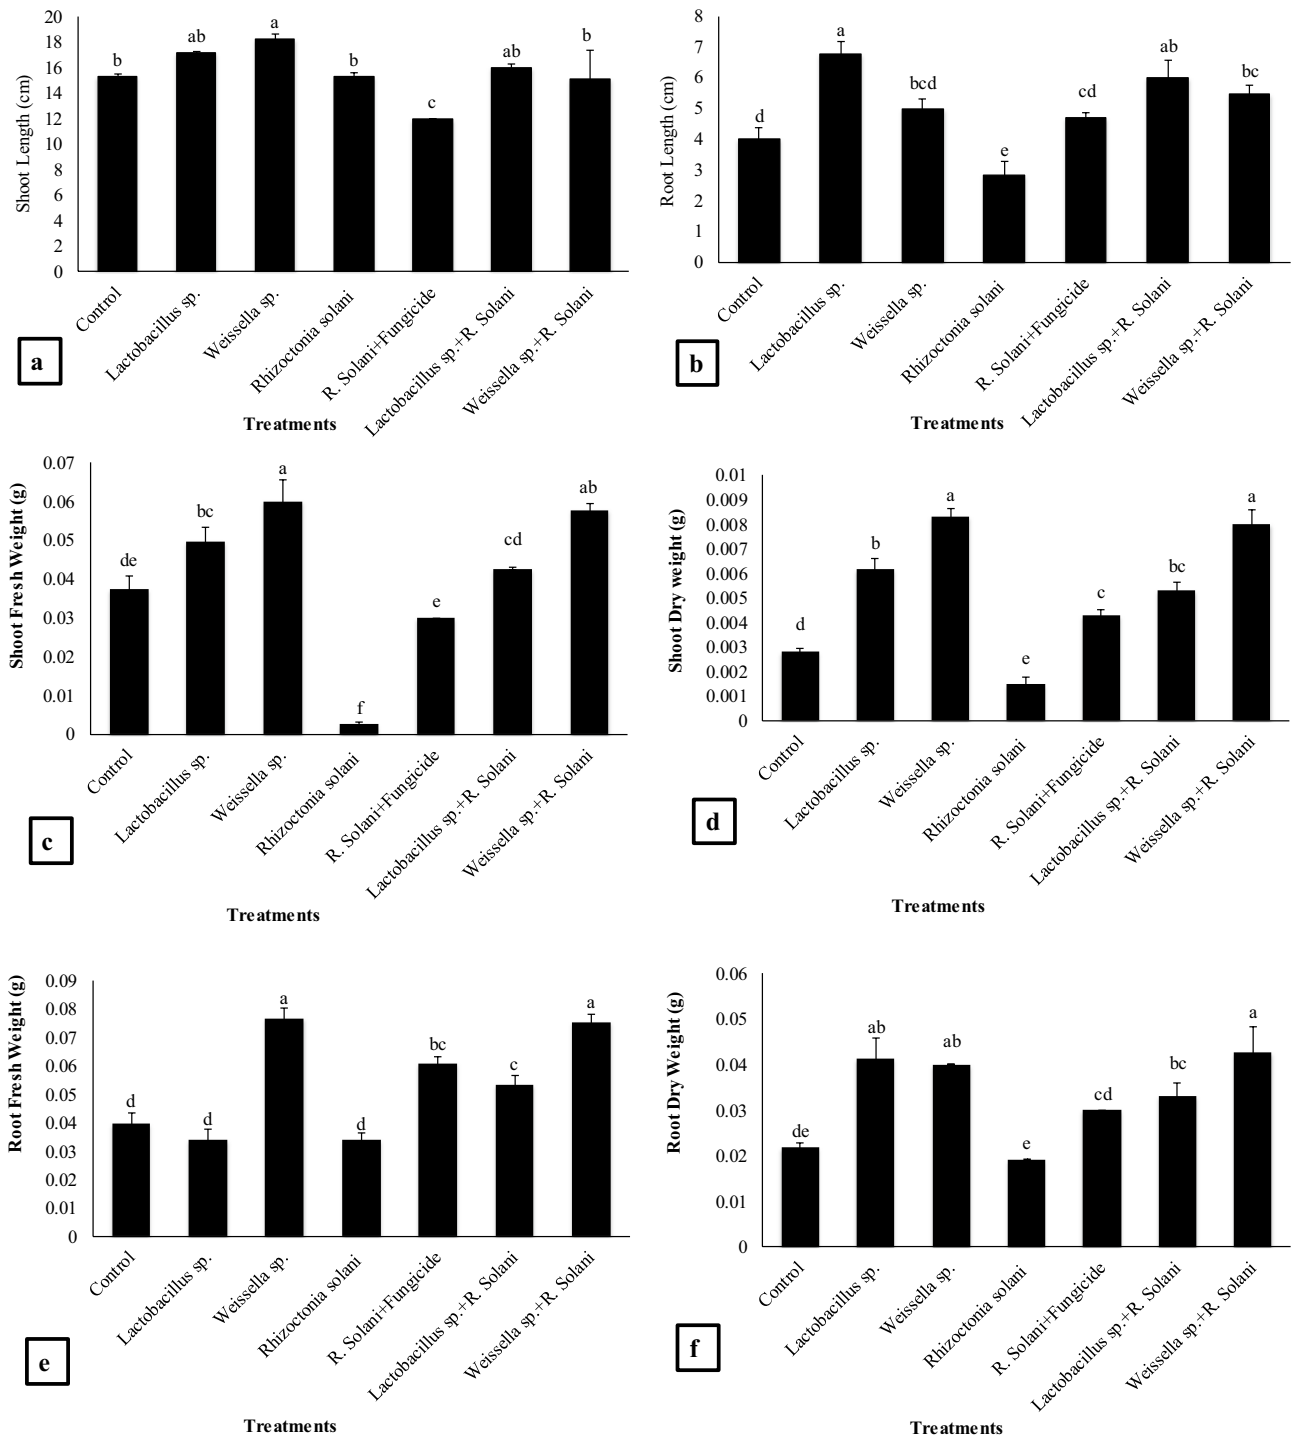 20
18
16
14
12
10
8
6
4
2
0
Shoot Length (cm)
b
ab
a
b
c
ab
b
Control
Lactobacillus sp.
Weissella sp.
Rhizoctonia solani
R. Solani+Fungicide
Lactobacillus sp.+R. Solani
Weissella sp.+R. Solani
a
Treatments
8
7
6
5
4
3
2
1
0
Root Length (cm)
d
a
bcd
e
cd
ab
bc
Control
Lactobacillus sp.
Weissella sp.
Rhizoctonia solani
R. Solani+Fungicide
Lactobacillus sp.+R. Solani
Weissella sp.+R. Solani
b
Treatments
0.07
0.06
0.05
0.04
0.03
0.02
0.01
0
Shoot Fresh Weight (g)
de
bc
a
f
e
cd
ab
Control
Lactobacillus sp.
Weissella sp.
Rhizoctonia solani
R. Solani+Fungicide
Lactobacillus sp.+R. Solani
Weissella sp.+R. Solani
c
Treatments
0.01
0.009
0.008
0.007
0.006
0.005
0.004
0.003
0.002
0.001
0
Shoot Dry weight (g)
d
b
a
e
c
bc
a
Control
Lactobacillus sp.
Weissella sp.
Rhizoctonia solani
R. Solani+Fungicide
Lactobacillus sp.+R. Solani
Weissella sp.+R. Solani
d
Treatments
0.09
0.08
0.07
0.06
0.05
0.04
0.03
0.02
0.01
0
Root Fresh Weight (g)
d
d
a
d
bc
c
a
Control
Lactobacillus sp.
Weissella sp.
Rhizoctonia solani
R. Solani+Fungicide
Lactobacillus sp.+R. Solani
Weissella sp.+R. Solani
e
Treatments
0.06
0.05
0.04
0.03
0.02
0.01
0
Root Dry Weight (g)
de
ab
ab
e
cd
bc
a
Control
Lactobacillus sp.
Weissella sp.
Rhizoctonia solani
R. Solani+Fungicide
Lactobacillus sp.+R. Solani
Weissella sp.+R. Solani
f
Treatments